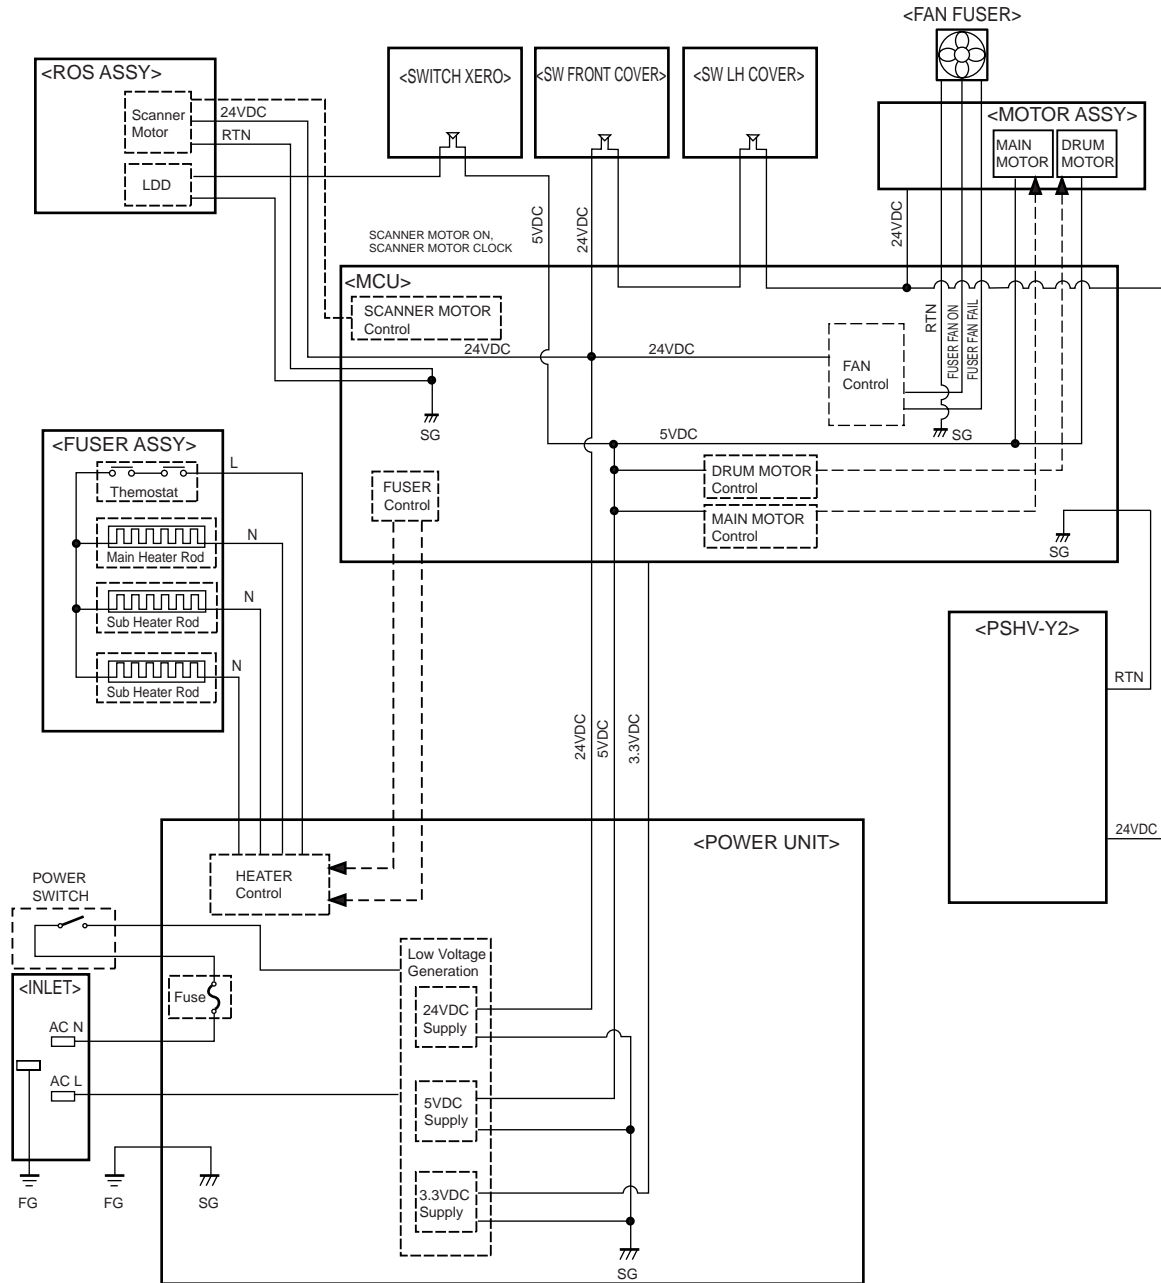 <FAN FUSER>
<ROS ASSY>
Scanner
Motor
24VDC
RTN
LDD
<SWITCH XERO>
<SW FRONT COVER>
<SW LH COVER>
<MOTOR ASSY>
MAIN
MOTOR
DRUM
MOTOR
SCANNER MOTOR ON,
SCANNER MOTOR CLOCK
5VDC
24VDC
24VDC
<MCU>
SCANNER MOTOR
Control
24VDC
24VDC
FAN
Control
RTN
FUSER FAN ON
FUSER FAN FAIL
SG
SG
5VDC
<FUSER ASSY>
L
Themostat
N
Main Heater Rod
N
Sub Heater Rod
N
Sub Heater Rod
FUSER
Control
DRUM MOTOR
Control
MAIN MOTOR
Control
SG
<PSHV-Y2>
RTN
24VDC
24VDC
5VDC
3.3VDC
<POWER UNIT>
HEATER
Control
POWER
SWITCH
<INLET>
Fuse
AC N
AC L
Low Voltage
Generation
24VDC
Supply
5VDC
Supply
3.3VDC
Supply
FG
FG
SG
SG